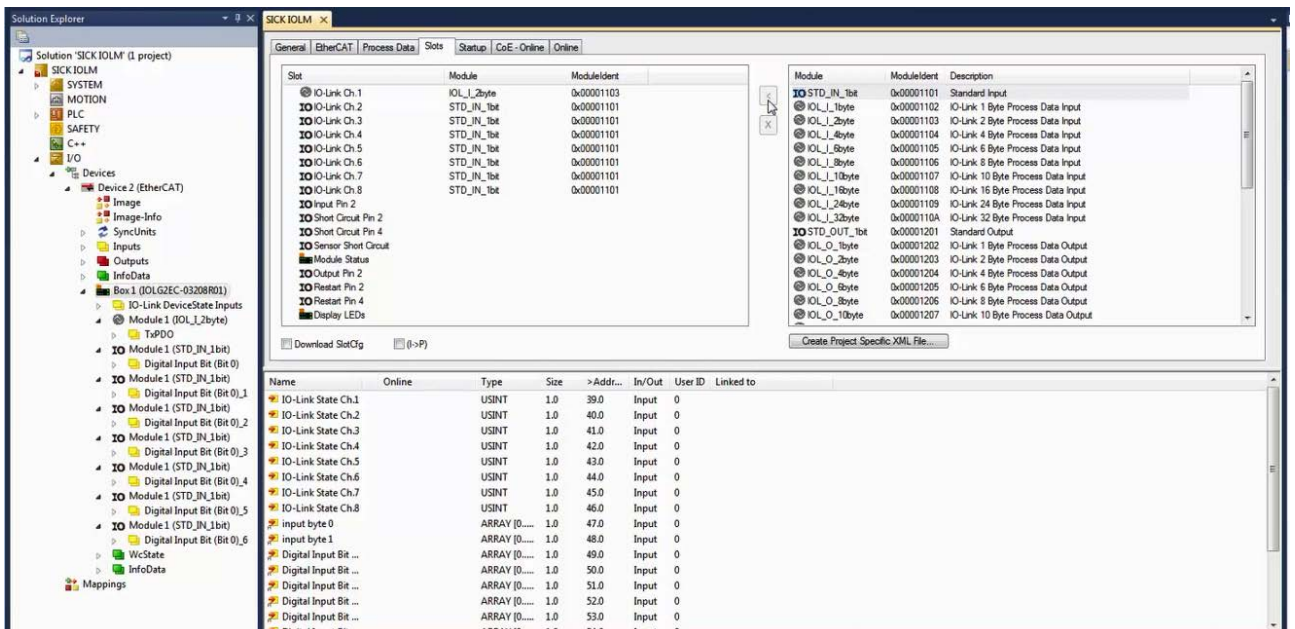 Solution Explorer
Solution 'SICK IOLM' (1 project)
SICK IOLM
SYSTEM
MOTION
PLC
SAFETY
C++
I/O
Devices
Device 2 (EtherCAT)
Image
Image-Info
SyncUnits
Inputs
Outputs
InfoData
Box 1 (IOLG2EC-03208R01)
IO-Link DeviceState Inputs
Module 1 (IOL_I_2byte)
TxPDO
IO Module 1 (STD_IN_1bit)
Digital Input Bit (Bit 0)
IO Module 1 (STD_IN_1bit)
Digital Input Bit (Bit 0)_1
IO Module 1 (STD_IN_1bit)
Digital Input Bit (Bit 0)_2
IO Module 1 (STD_IN_1bit)
Digital Input Bit (Bit 0)_3
IO Module 1 (STD_IN_1bit)
Digital Input Bit (Bit 0)_4
IO Module 1 (STD_IN_1bit)
Digital Input Bit (Bit 0)_5
IO Module 1 (STD_IN_1bit)
Digital Input Bit (Bit 0)_6
WcState
InfoData
Mappings
SICK IOLM
General EtherCAT Process Data Slots Startup CoE - Online Online
Slot Module ModuleIdent
IO-Link Ch.1 IOL_I_2byte 0x00001103
IO IO-Link Ch.2 STD_IN_1bit 0x00001101
IO IO-Link Ch.3 STD_IN_1bit 0x00001101
IO IO-Link Ch.4 STD_IN_1bit 0x00001101
IO IO-Link Ch.5 STD_IN_1bit 0x00001101
IO IO-Link Ch.6 STD_IN_1bit 0x00001101
IO IO-Link Ch.7 STD_IN_1bit 0x00001101
IO IO-Link Ch.8 STD_IN_1bit 0x00001101
IO Input Pin 2
IO Short Circuit Pin 2
IO Short Circuit Pin 4
IO Sensor Short Circuit
Module Status
IO Output Pin 2
IO Restart Pin 2
IO Restart Pin 4
Display LEDs
<
X
Module ModuleIdent Description
IO STD_IN_1bit 0x00001101 Standard Input
IOL_I_1byte 0x00001102 IO-Link 1 Byte Process Data Input
IOL_I_2byte 0x00001103 IO-Link 2 Byte Process Data Input
IOL_I_4byte 0x00001104 IO-Link 4 Byte Process Data Input
IOL_I_6byte 0x00001105 IO-Link 6 Byte Process Data Input
IOL_I_8byte 0x00001106 IO-Link 8 Byte Process Data Input
IOL_I_10byte 0x00001107 IO-Link 10 Byte Process Data Input
IOL_I_16byte 0x00001108 IO-Link 16 Byte Process Data Input
IOL_I_24byte 0x00001109 IO-Link 24 Byte Process Data Input
IOL_I_32byte 0x0000110A IO-Link 32 Byte Process Data Input
IO STD_OUT_1bit 0x00001201 Standard Output
IOL_O_1byte 0x00001202 IO-Link 1 Byte Process Data Output
IOL_O_2byte 0x00001203 IO-Link 2 Byte Process Data Output
IOL_O_4byte 0x00001204 IO-Link 4 Byte Process Data Output
IOL_O_6byte 0x00001205 IO-Link 6 Byte Process Data Output
IOL_O_8byte 0x00001206 IO-Link 8 Byte Process Data Output
IOL_O_10byte 0x00001207 IO-Link 10 Byte Process Data Output
Download SlotCfg (I->P)
Create Project Specific XML File...
Name Online Type Size >Addr... In/Out User ID Linked to
IO-Link State Ch.1 USINT 1.0 39.0 Input 0
IO-Link State Ch.2 USINT 1.0 40.0 Input 0
IO-Link State Ch.3 USINT 1.0 41.0 Input 0
IO-Link State Ch.4 USINT 1.0 42.0 Input 0
IO-Link State Ch.5 USINT 1.0 43.0 Input 0
IO-Link State Ch.6 USINT 1.0 44.0 Input 0
IO-Link State Ch.7 USINT 1.0 45.0 Input 0
IO-Link State Ch.8 USINT 1.0 46.0 Input 0
input byte 0 ARRAY [0..... 1.0 47.0 Input 0
input byte 1 ARRAY [0..... 1.0 48.0 Input 0
Digital Input Bit ... ARRAY [0..... 1.0 49.0 Input 0
Digital Input Bit ... ARRAY [0..... 1.0 50.0 Input 0
Digital Input Bit ... ARRAY [0..... 1.0 51.0 Input 0
Digital Input Bit ... ARRAY [0..... 1.0 52.0 Input 0
Digital Input Bit ... ARRAY [0..... 1.0 53.0 Input 0